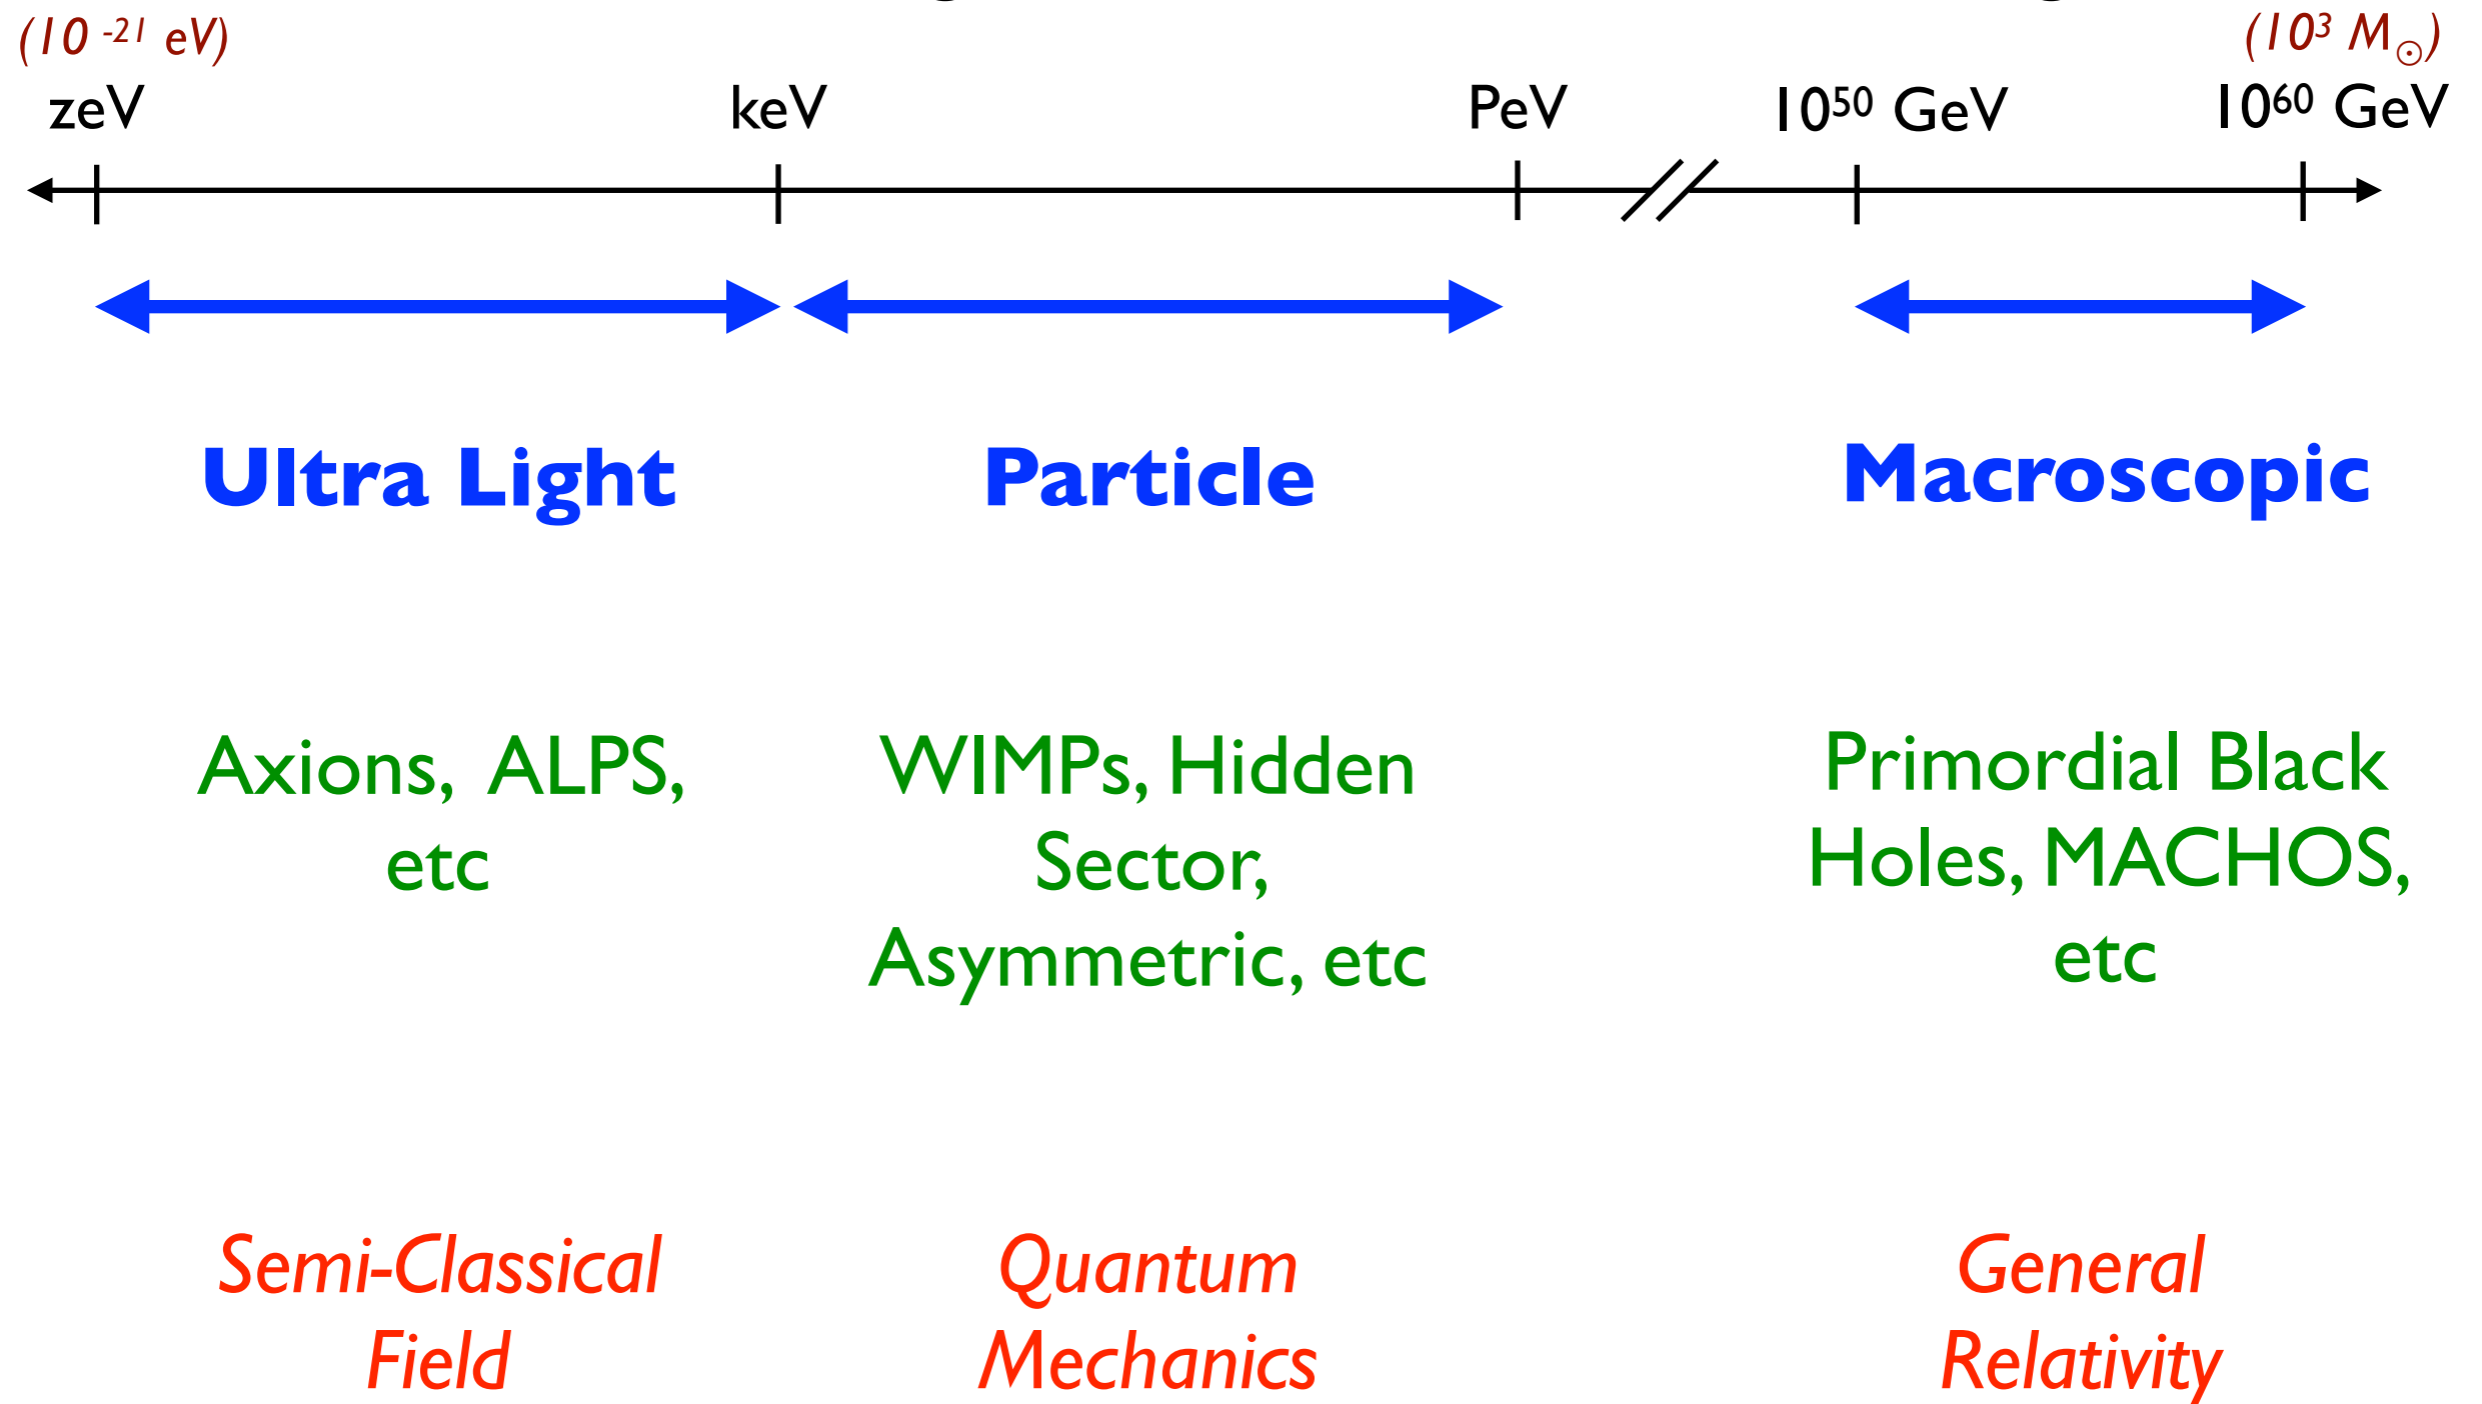 (10 -21 eV)
(10³ M☉)
zeV
keV
PeV
10⁵⁰ GeV
10⁶⁰ GeV
Ultra Light
Particle
Macroscopic
Axions, ALPS,
etc
WIMPs, Hidden
Sector,
Asymmetric, etc
Primordial Black
Holes, MACHOS,
etc
Semi-Classical
Field
Quantum
Mechanics
General
Relativity